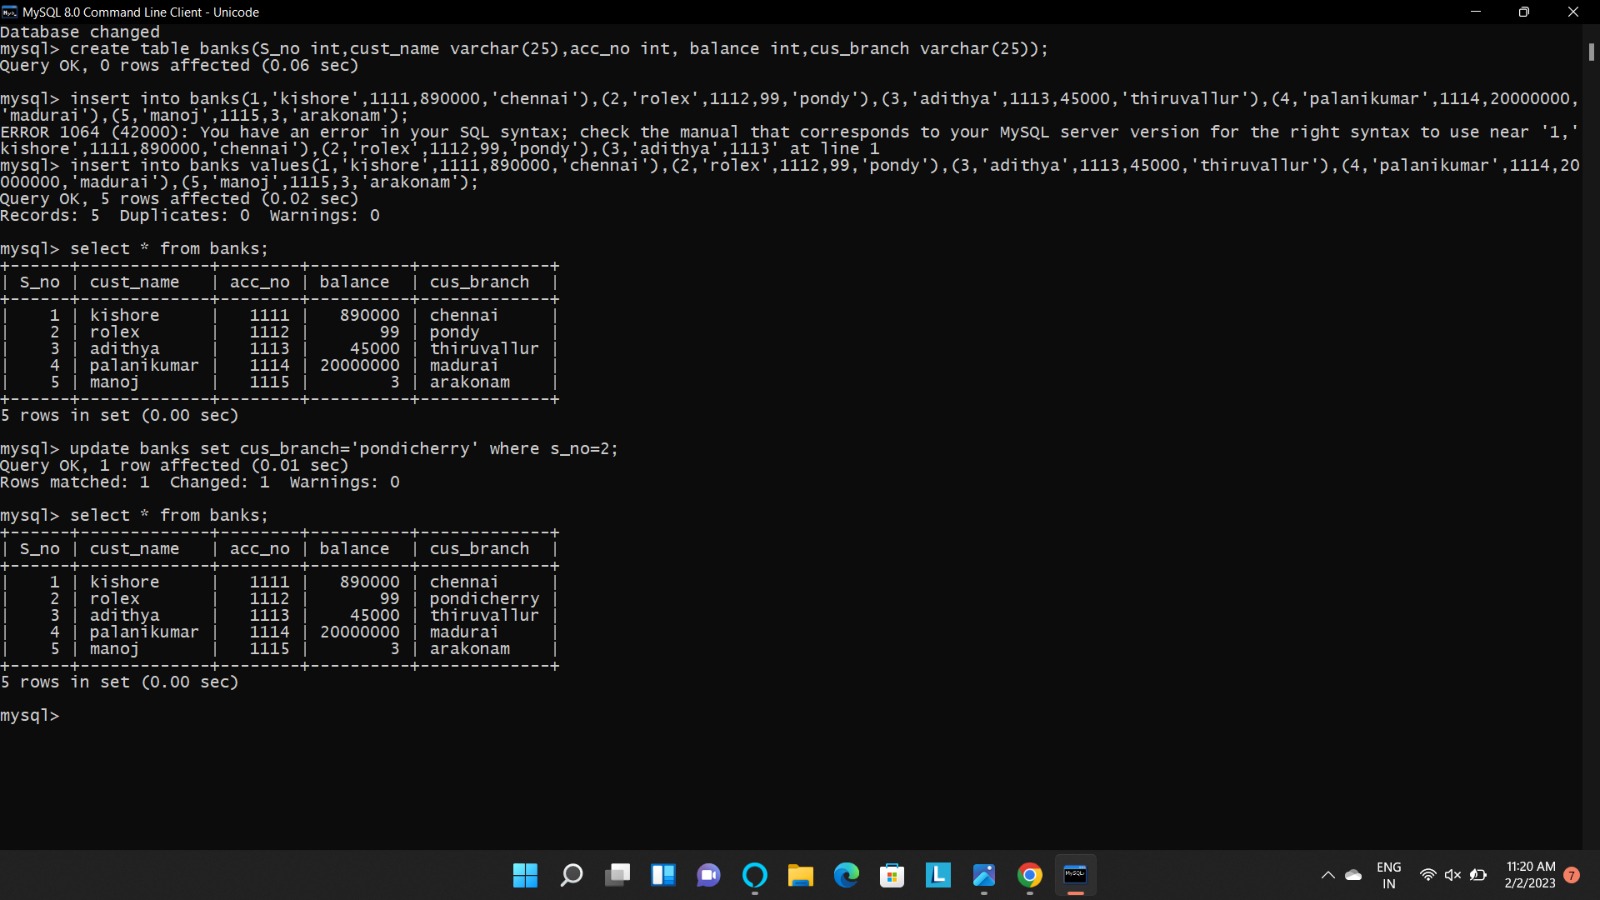 MySQL 8.0 Command Line Client - Unicode
Database changed
mysql> create table banks(S_no int,cust_name varchar(25),acc_no int, balance int,cus_branch varchar(25));
Query OK, 0 rows affected (0.06 sec)
mysql> insert into banks(1,'kishore',1111,890000,'chennai'),(2,'rolex',1112,99,'pondy'),(3,'adithya',1113,45000,'thiruvallur'),(4,'palanikumar',1114,20000000,
'madurai'),(5,'manoj',1115,3,'arakonam');
ERROR 1064 (42000): You have an error in your SQL syntax; check the manual that corresponds to your MySQL server version for the right syntax to use near '1,'
kishore',1111,890000,'chennai'),(2,'rolex',1112,99,'pondy'),(3,'adithya',1113' at line 1
mysql> insert into banks values(1,'kishore',1111,890000,'chennai'),(2,'rolex',1112,99,'pondy'),(3,'adithya',1113,45000,'thiruvallur'),(4,'palanikumar',1114,20
000000,'madurai'),(5,'manoj',1115,3,'arakonam');
Query OK, 5 rows affected (0.02 sec)
Records: 5  Duplicates: 0  Warnings: 0
mysql> select * from banks;
+------+-------------+--------+----------+-------------+
| S_no | cust_name   | acc_no | balance  | cus_branch  |
+------+-------------+--------+----------+-------------+
|    1 | kishore     |   1111 |   890000 | chennai     |
|    2 | rolex       |   1112 |       99 | pondy       |
|    3 | adithya     |   1113 |    45000 | thiruvallur |
|    4 | palanikumar |   1114 | 20000000 | madurai     |
|    5 | manoj       |   1115 |        3 | arakonam    |
+------+-------------+--------+----------+-------------+
5 rows in set (0.00 sec)
mysql> update banks set cus_branch='pondicherry' where s_no=2;
Query OK, 1 row affected (0.01 sec)
Rows matched: 1  Changed: 1  Warnings: 0
mysql> select * from banks;
+------+-------------+--------+----------+-------------+
| S_no | cust_name   | acc_no | balance  | cus_branch  |
+------+-------------+--------+----------+-------------+
|    1 | kishore     |   1111 |   890000 | chennai     |
|    2 | rolex       |   1112 |       99 | pondicherry |
|    3 | adithya     |   1113 |    45000 | thiruvallur |
|    4 | palanikumar |   1114 | 20000000 | madurai     |
|    5 | manoj       |   1115 |        3 | arakonam    |
+------+-------------+--------+----------+-------------+
5 rows in set (0.00 sec)
mysql>
L
MySQL
ENG
IN
11:20 AM
2/2/2023
7